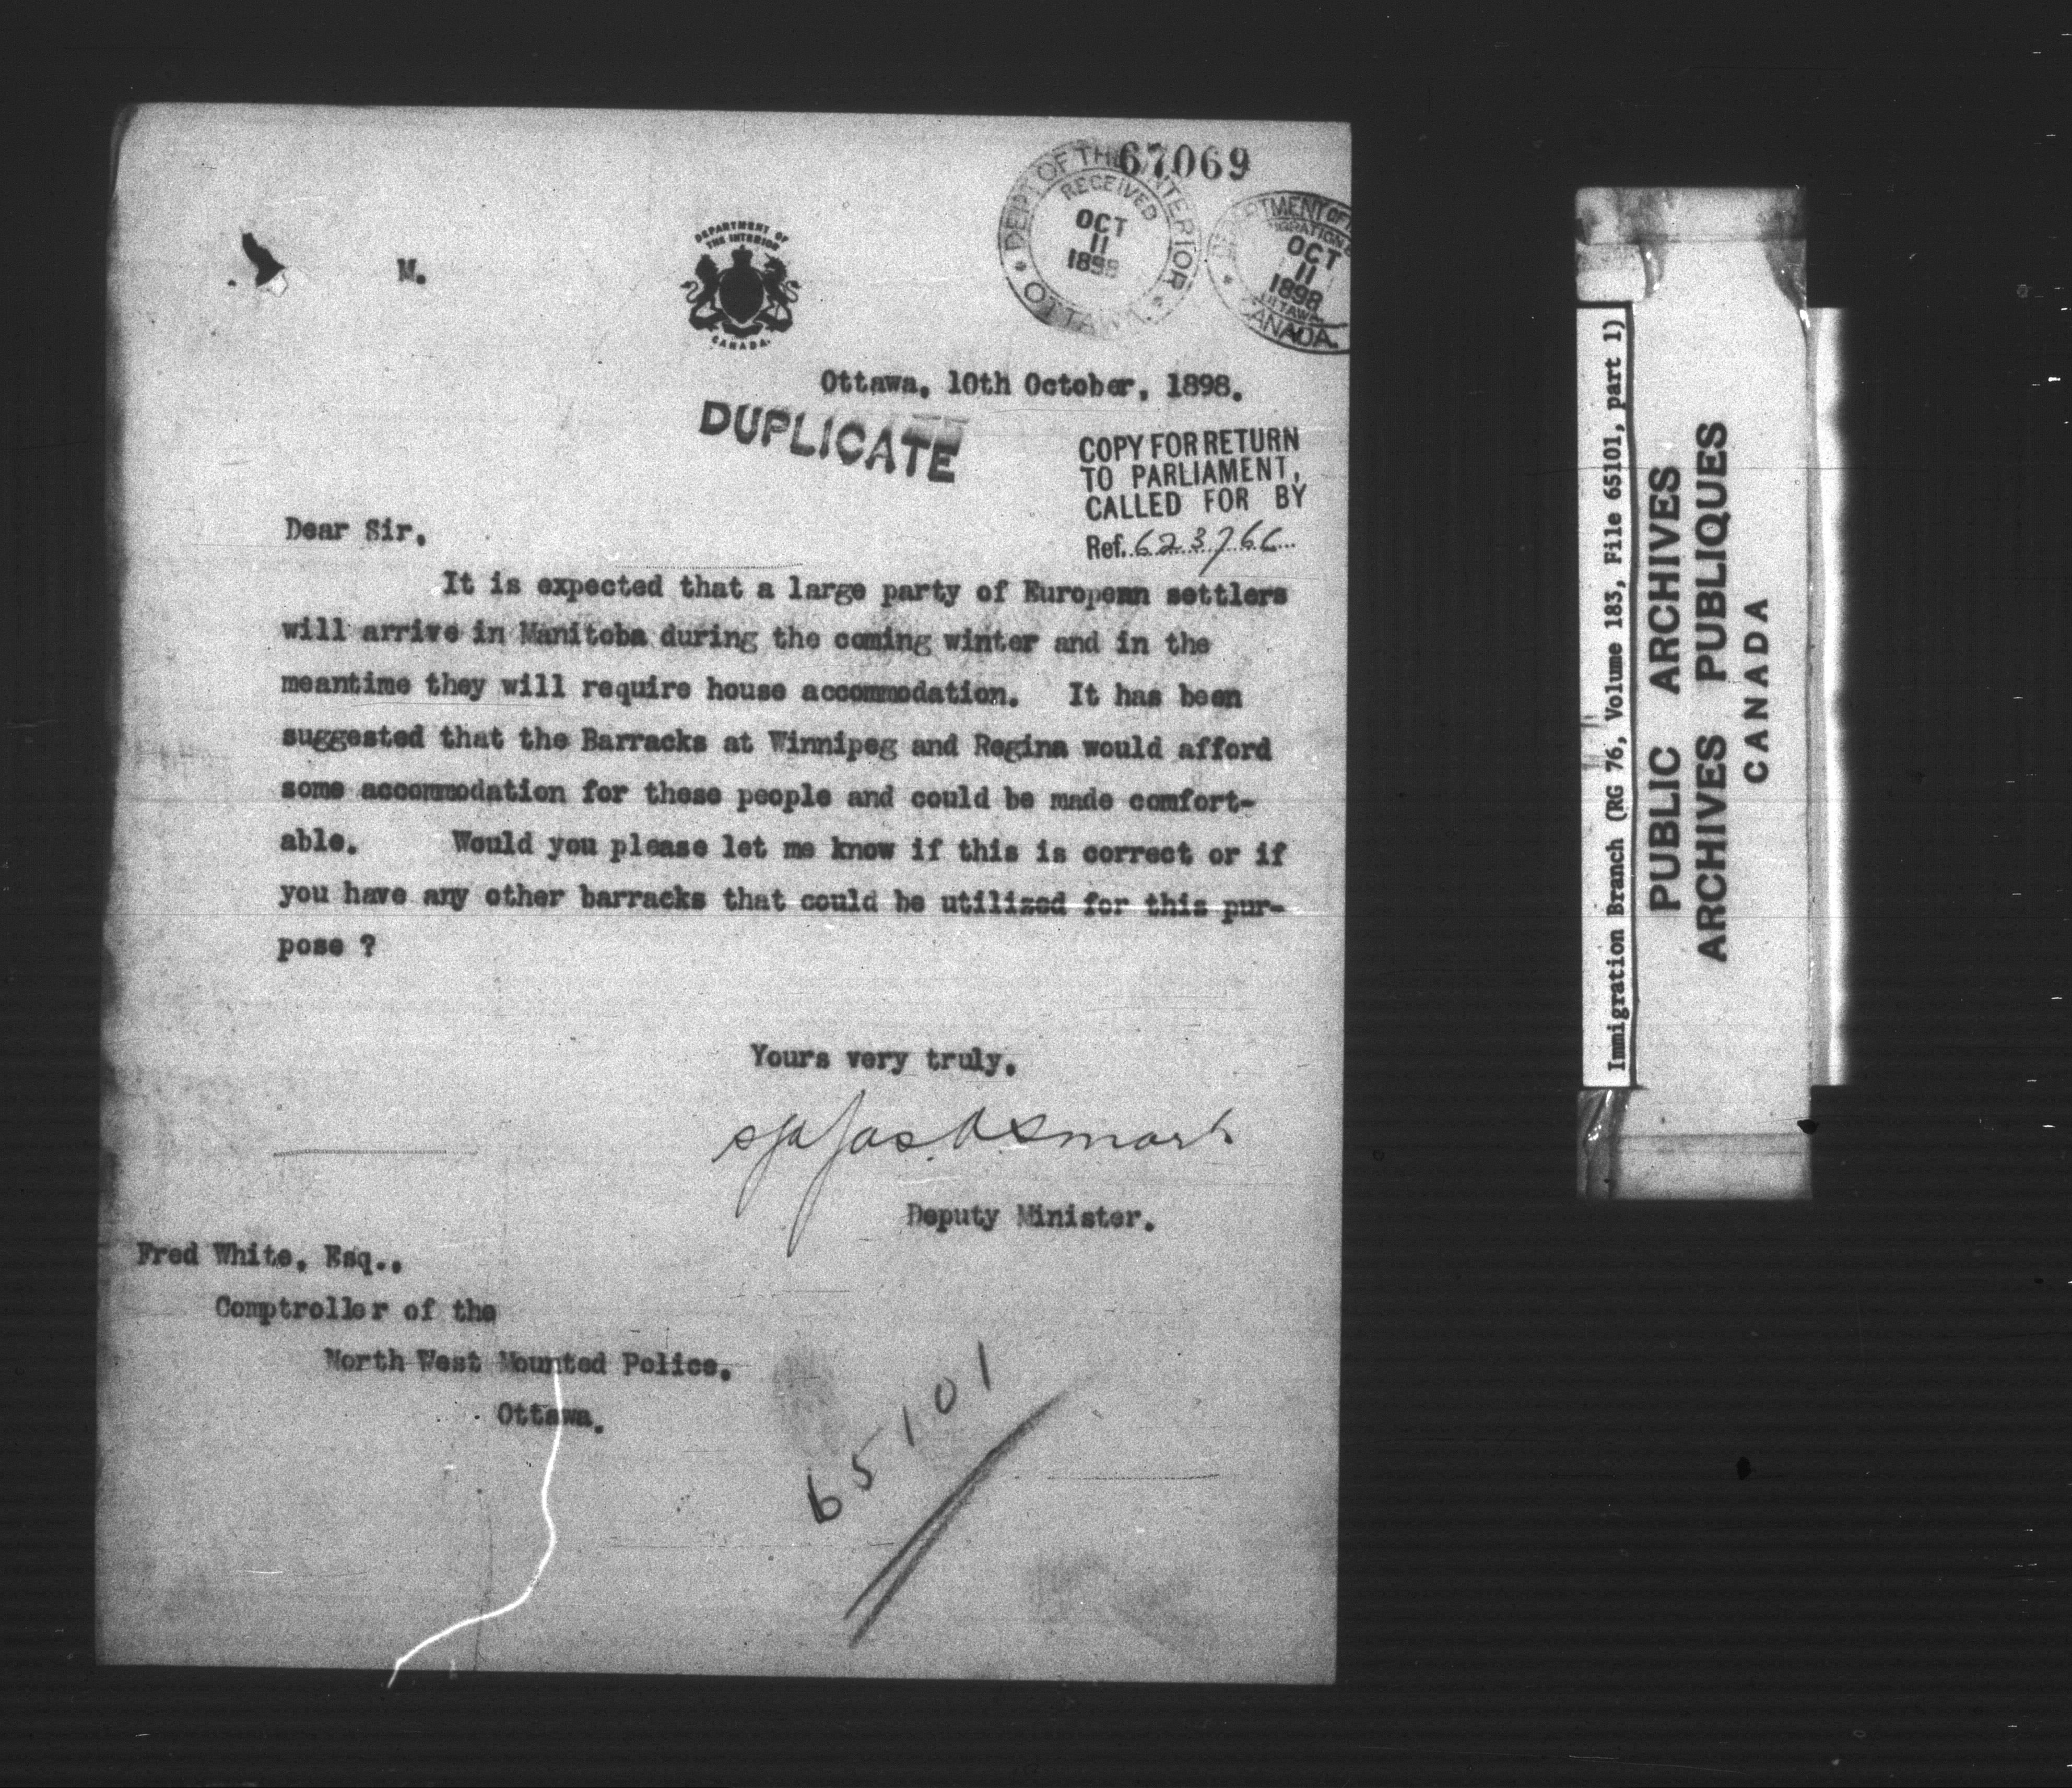 67069
DEPT OF THE INTERIOR
RECEIVED
OCT
11
1898
OTTAWA
OCT
11
1898
OTTAWA
CANADA
M.
DEPARTMENT OF
THE INTERIOR
CANADA.
Ottawa, 10th October, 1898.
DUPLICATE
COPY FOR RETURN
TO PARLIAMENT,
CALLED FOR BY
Ref. 623766
Dear Sir,
It is expected that a large party of European settlers
will arrive in Manitoba during the coming winter and in the
meantime they will require house accommodation. It has been
suggested that the Barracks at Winnipeg and Regina would afford
some accommodation for these people and could be made comfort-
able. Would you please let me know if this is correct or if
you have any other barracks that could be utilized for this pur-
pose ?
Yours very truly,
Jas. A Smart
Deputy Minister.
Fred White, Esq.,
Comptroller of the
North West Mounted Police,
Ottawa.
65101
Immigration Branch (RG 76, Volume 183, File 65101, part 1)
PUBLIC ARCHIVES
ARCHIVES PUBLIQUES
CANADA